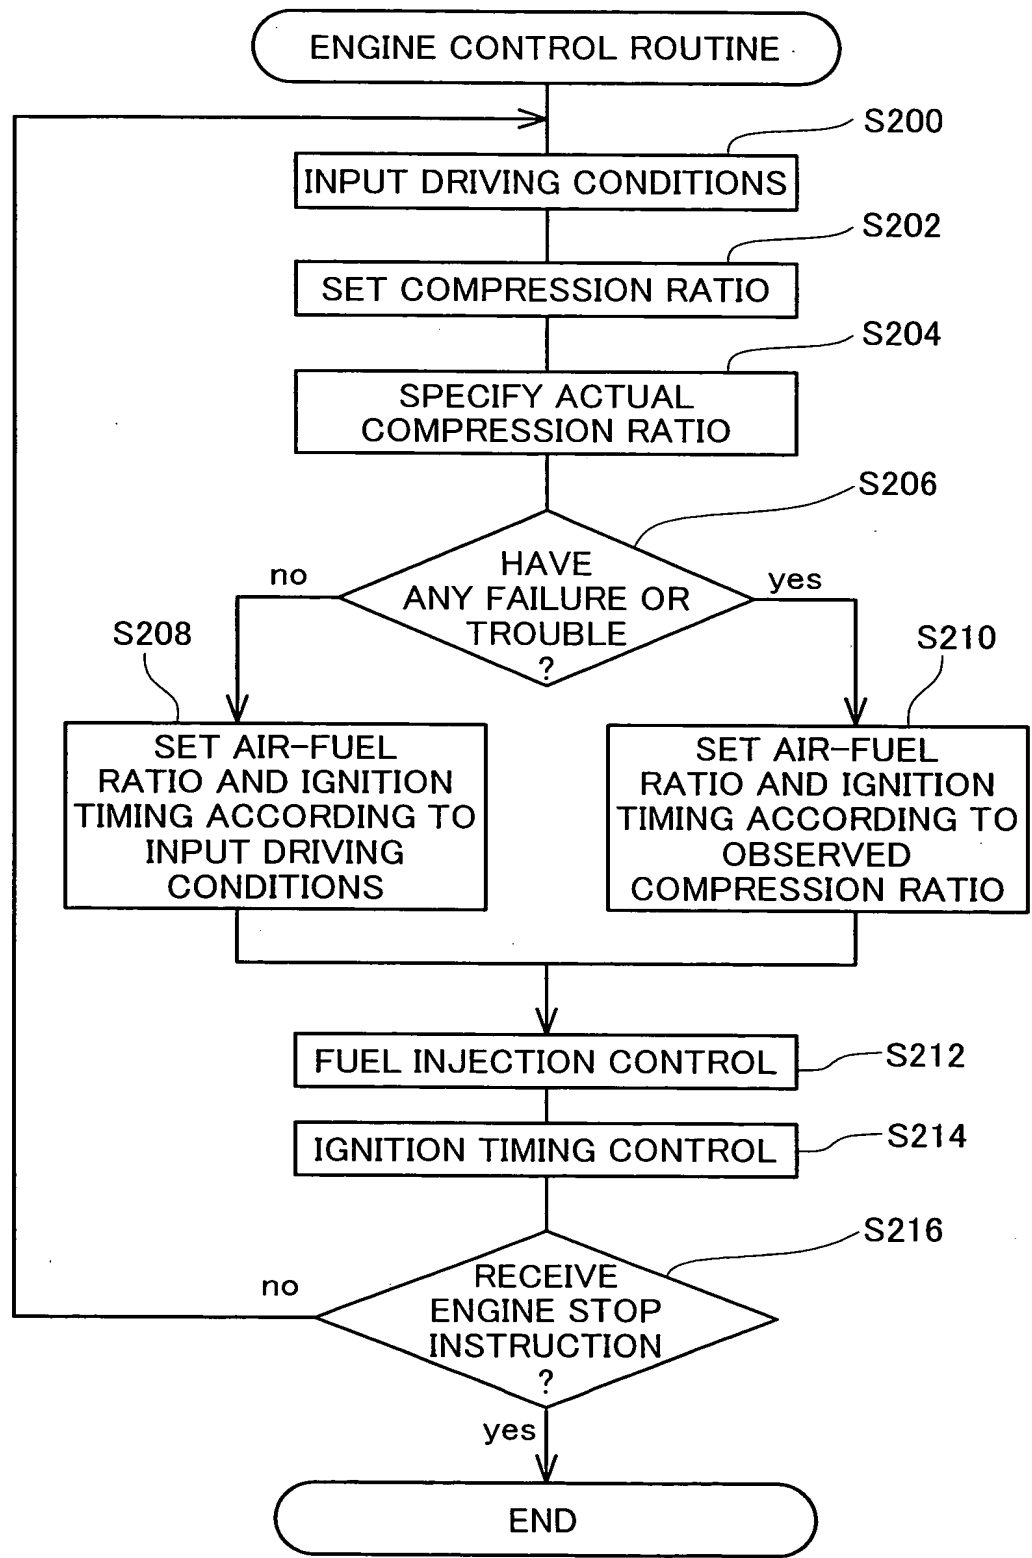 ENGINE CONTROL ROUTINE
S200
INPUT DRIVING CONDITIONS
S202
SET COMPRESSION RATIO
S204
SPECIFY ACTUAL
COMPRESSION RATIO
S206
HAVE
ANY FAILURE OR
TROUBLE
?
no
yes
S208
SET AIR-FUEL
RATIO AND IGNITION
TIMING ACCORDING TO
INPUT DRIVING
CONDITIONS
S210
SET AIR-FUEL
RATIO AND IGNITION
TIMING ACCORDING TO
OBSERVED
COMPRESSION RATIO
FUEL INJECTION CONTROL
S212
IGNITION TIMING CONTROL
S214
S216
RECEIVE
ENGINE STOP
INSTRUCTION
?
no
yes
END